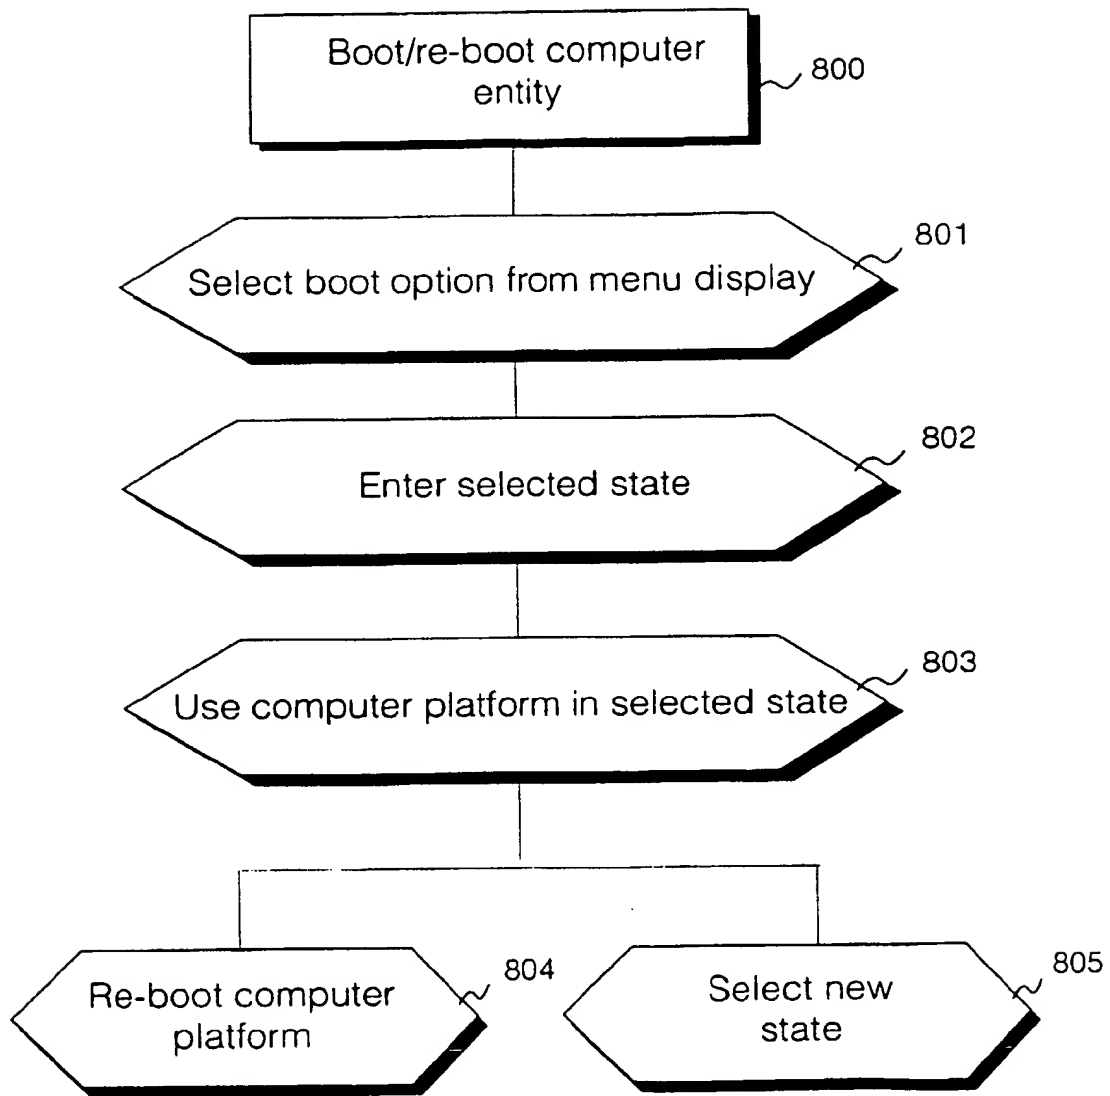 Boot/re-boot computer
entity
800
801
Select boot option from menu display
802
Enter selected state
803
Use computer platform in selected state
804
Re-boot computer
platform
805
Select new
state